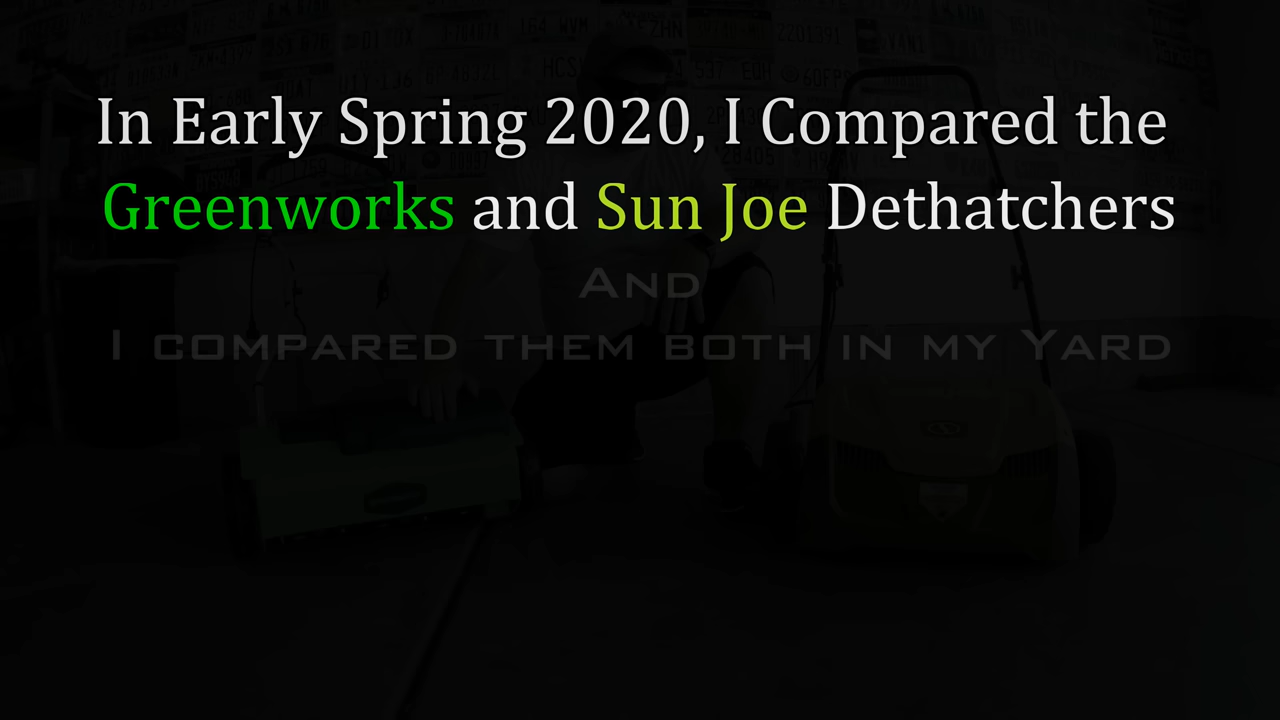 In Early Spring 2020, I Compared the
Greenworks and Sun Joe Dethatchers
And
I compared them both in my Yard